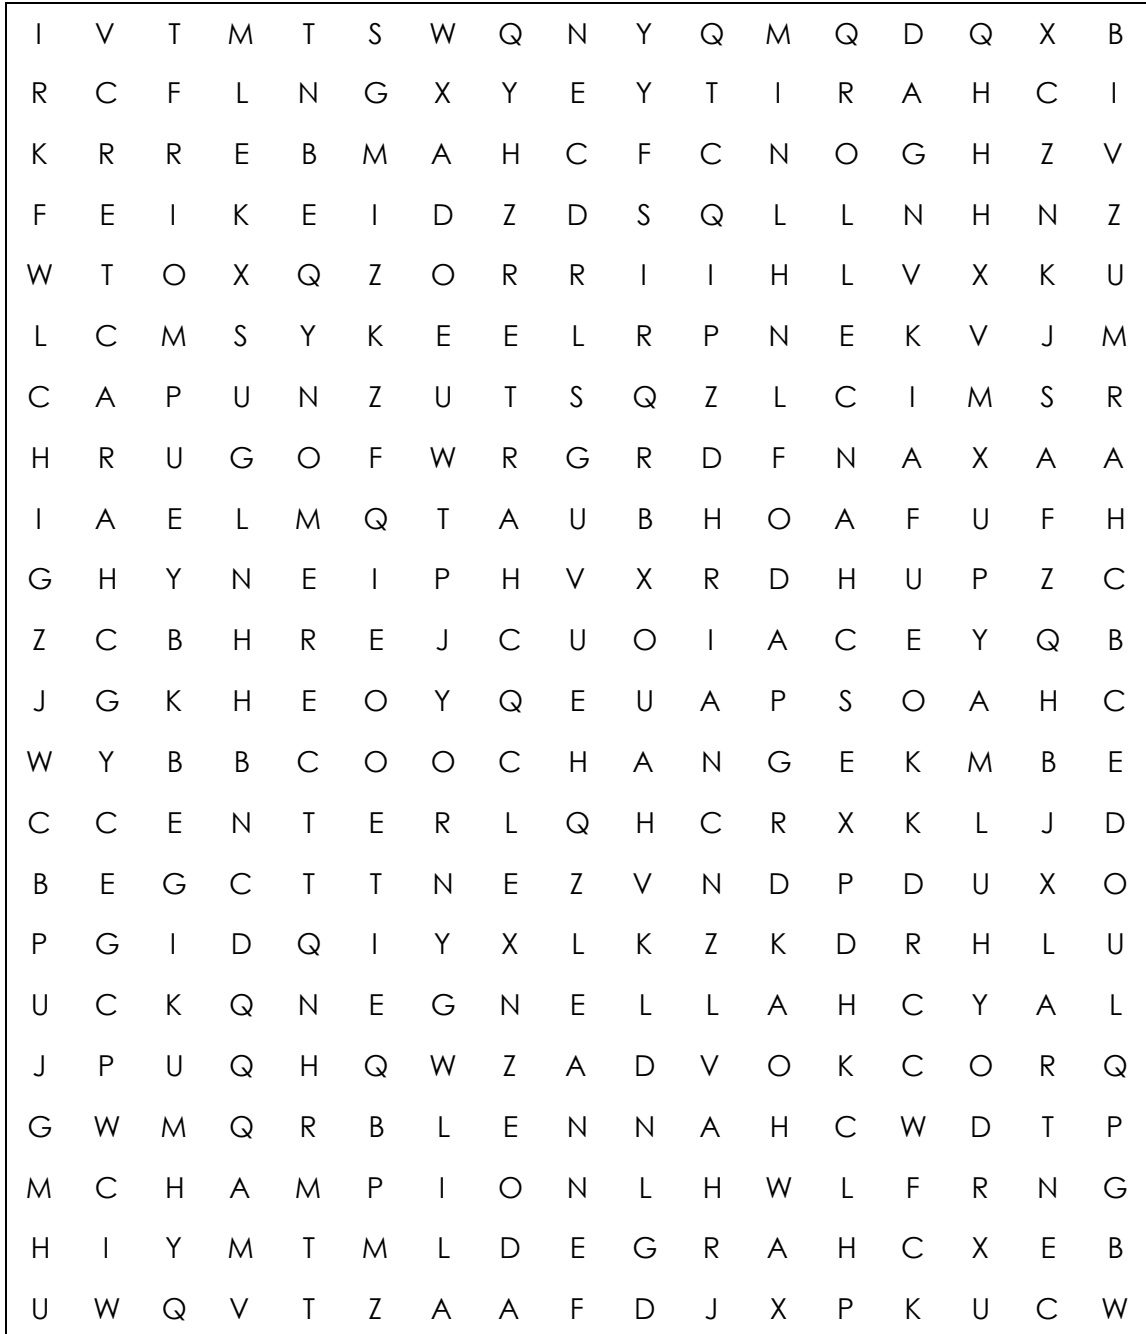 I V T M T S W Q N Y Q M Q D Q X B
R C F L N G X Y E Y T I R A H C I
K R R E B M A H C F C N O G H Z V
F E I K E I D Z D S Q L L N H N Z
W T O X Q Z O R R I I H L V X K U
L C M S Y K E E L R P N E K V J M
C A P U N Z U T S Q Z L C I M S R
H R U G O F W R G R D F N A X A A
I A E L M Q T A U B H O A F U F H
G H Y N E I P H V X R D H U P Z C
Z C B H R E J C U O I A C E Y Q B
J G K H E O Y Q E U A P S O A H C
W Y B B C O O C H A N G E K M B E
C C E N T E R L Q H C R X K L J D
B E G C T T N E Z V N D P D U X O
P G I D Q I Y X L K Z K D R H L U
U C K Q N E G N E L L A H C Y A L
J P U Q H Q W Z A D V O K C O R Q
G W M Q R B L E N N A H C W D T P
M C H A M P I O N L H W L F R N G
H I Y M T M L D E G R A H C X E B
U W Q V T Z A A F D J X P K U C W